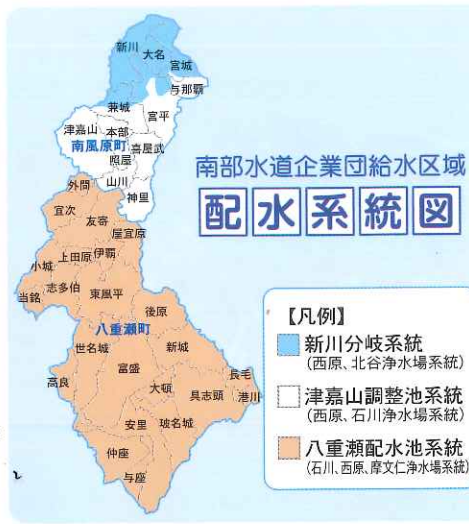 新川
大名
宮城
与那覇
兼城
宮平
津嘉山
本部
喜屋武
南風原町
照屋
山川
神里
南部水道企業団給水区域
配水系統図
外間
宜次
友寄
屋宜原
小城
上田原
伊覇
当銘
志多伯
東風平
後原
八重瀬町
世名城
新城
富盛
高良
大頓
長毛
具志頭
港川
安里
玻名城
仲座
与座
【凡例】
新川分岐系統
(西原、北谷浄水場系統)
津嘉山調整池系統
(西原、石川浄水場系統)
八重瀬配水池系統
(石川、西原、摩文仁浄水場系統)